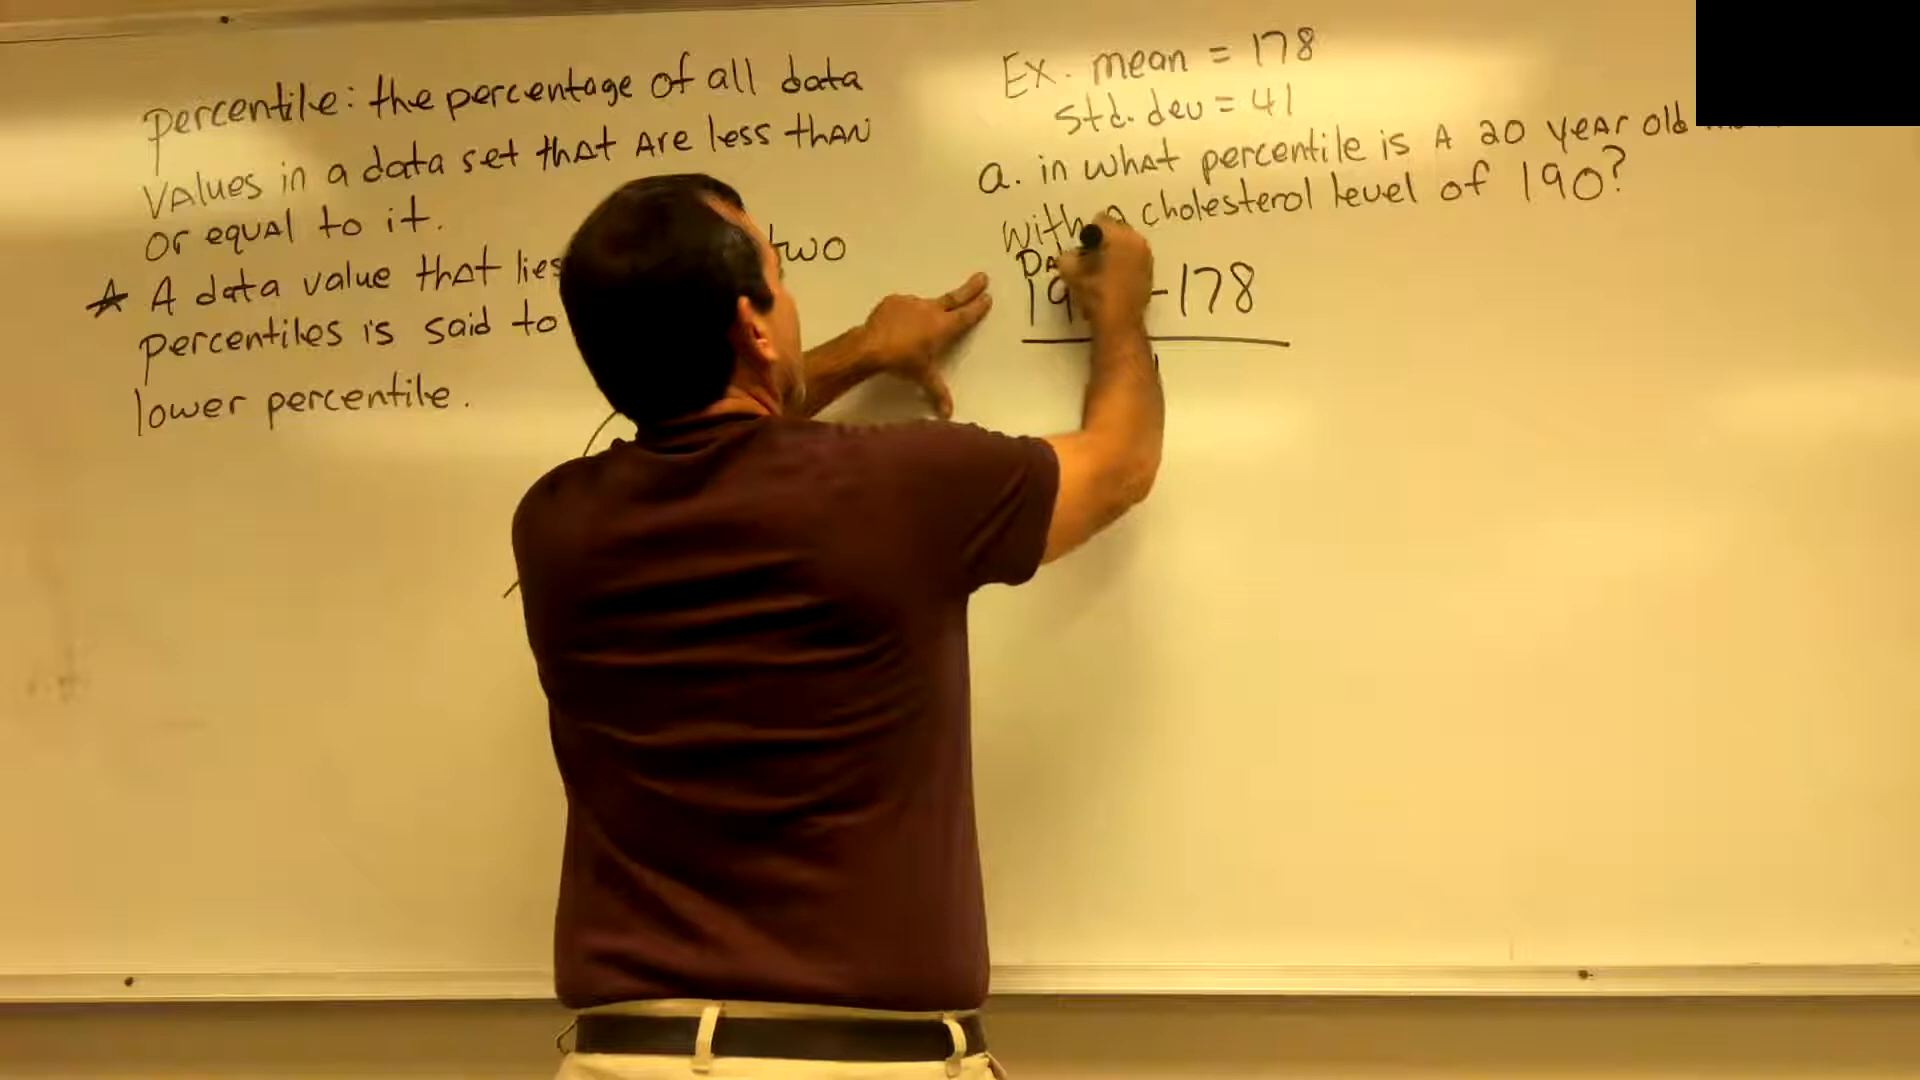 percentile: the percentage of all data
values in a data set that are less than
or equal to it.
★ A data value that lies two
percentiles is said to
lower percentile.
Ex. mean = 178
std. dev = 41
a. in what percentile is a 20 year old
with a cholesterol level of 190?
Da
19 -178